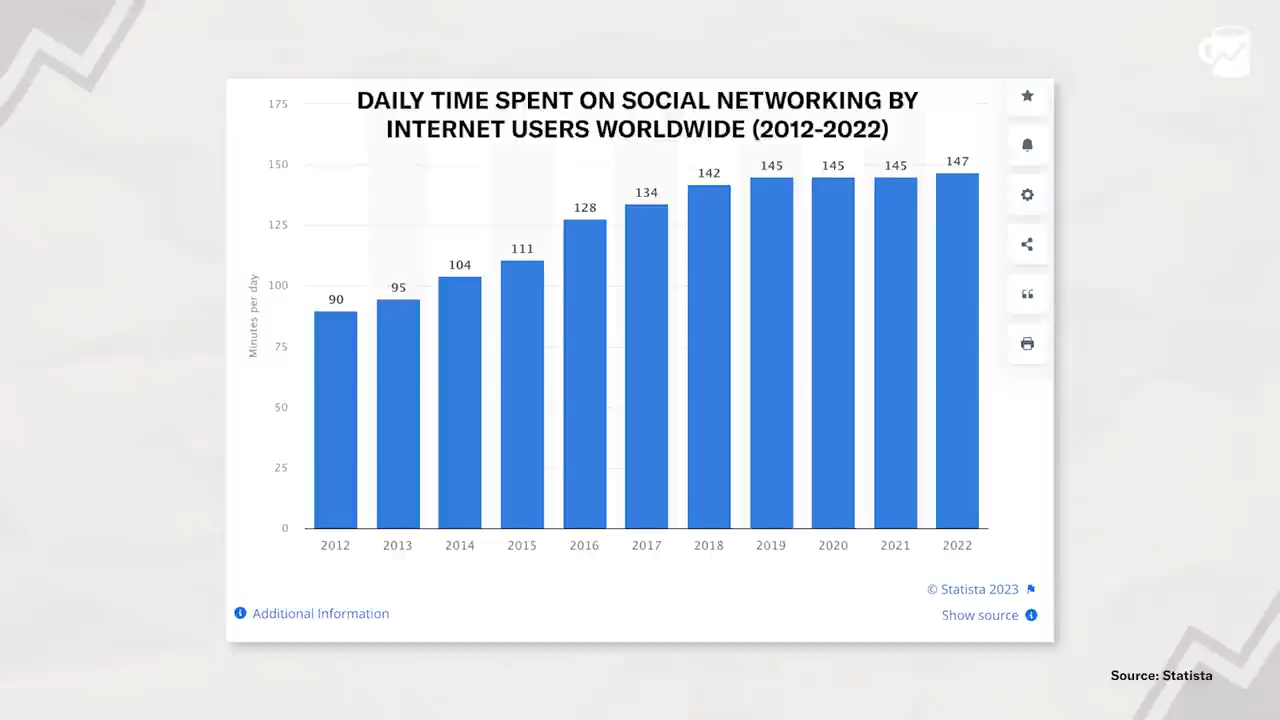 DAILY TIME SPENT ON SOCIAL NETWORKING BY
INTERNET USERS WORLDWIDE (2012-2022)
Minutes per day
175
150
125
100
75
50
25
0
90
95
104
111
128
134
142
145
145
145
147
2012 2013 2014 2015 2016 2017 2018 2019 2020 2021 2022
© Statista 2023
Additional Information
Show source
Source: Statista